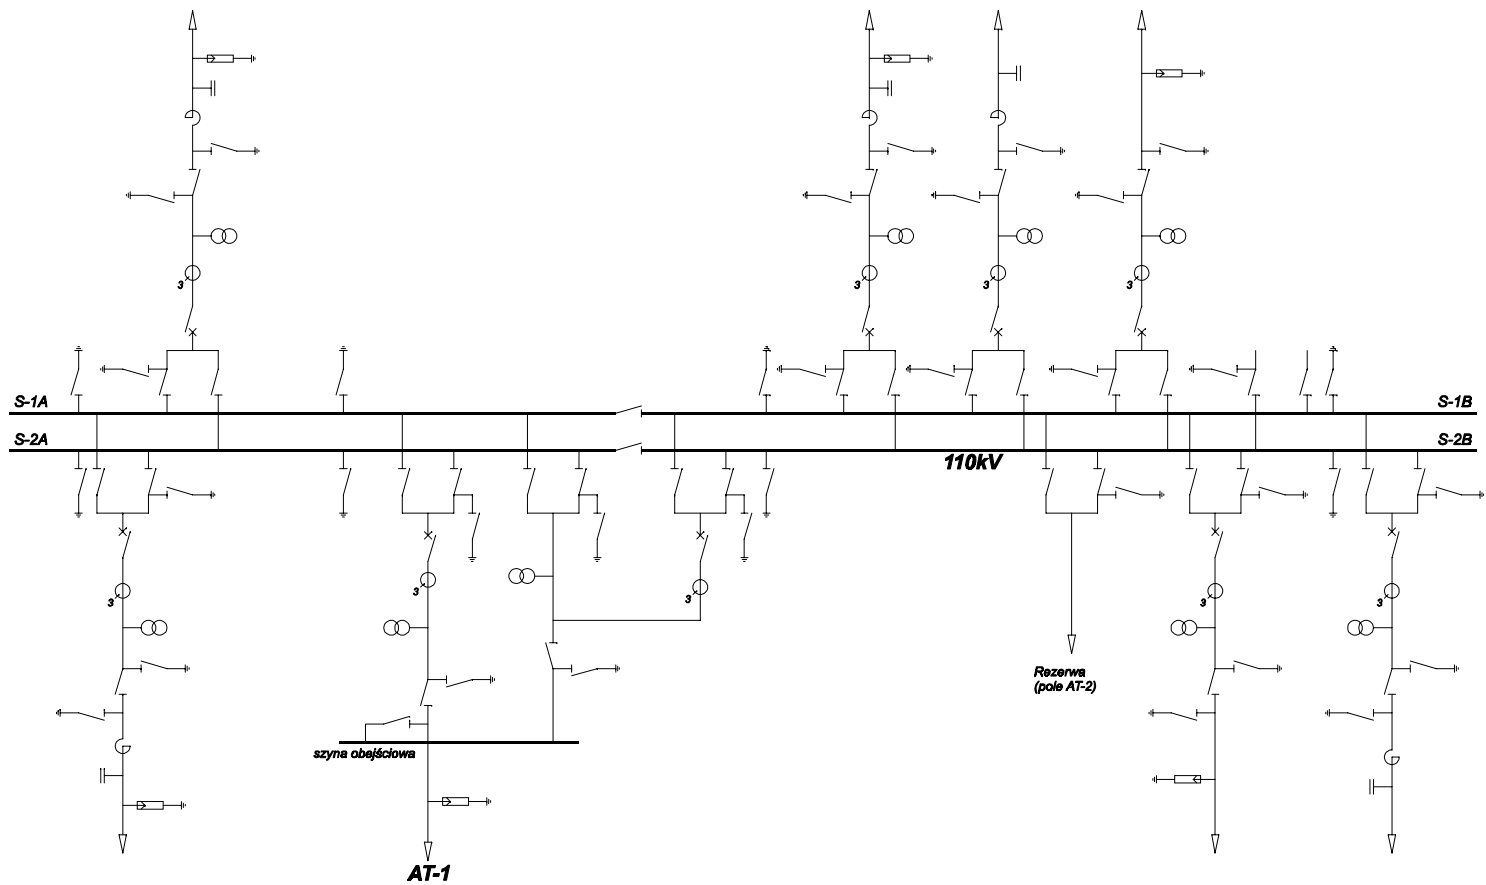 3
3
3
3
S-1A
S-1B
S-2A
S-2B
110kV
3
3
3
3
3
Rezerwa
(pole AT-2)
szyna obejściowa
AT-1